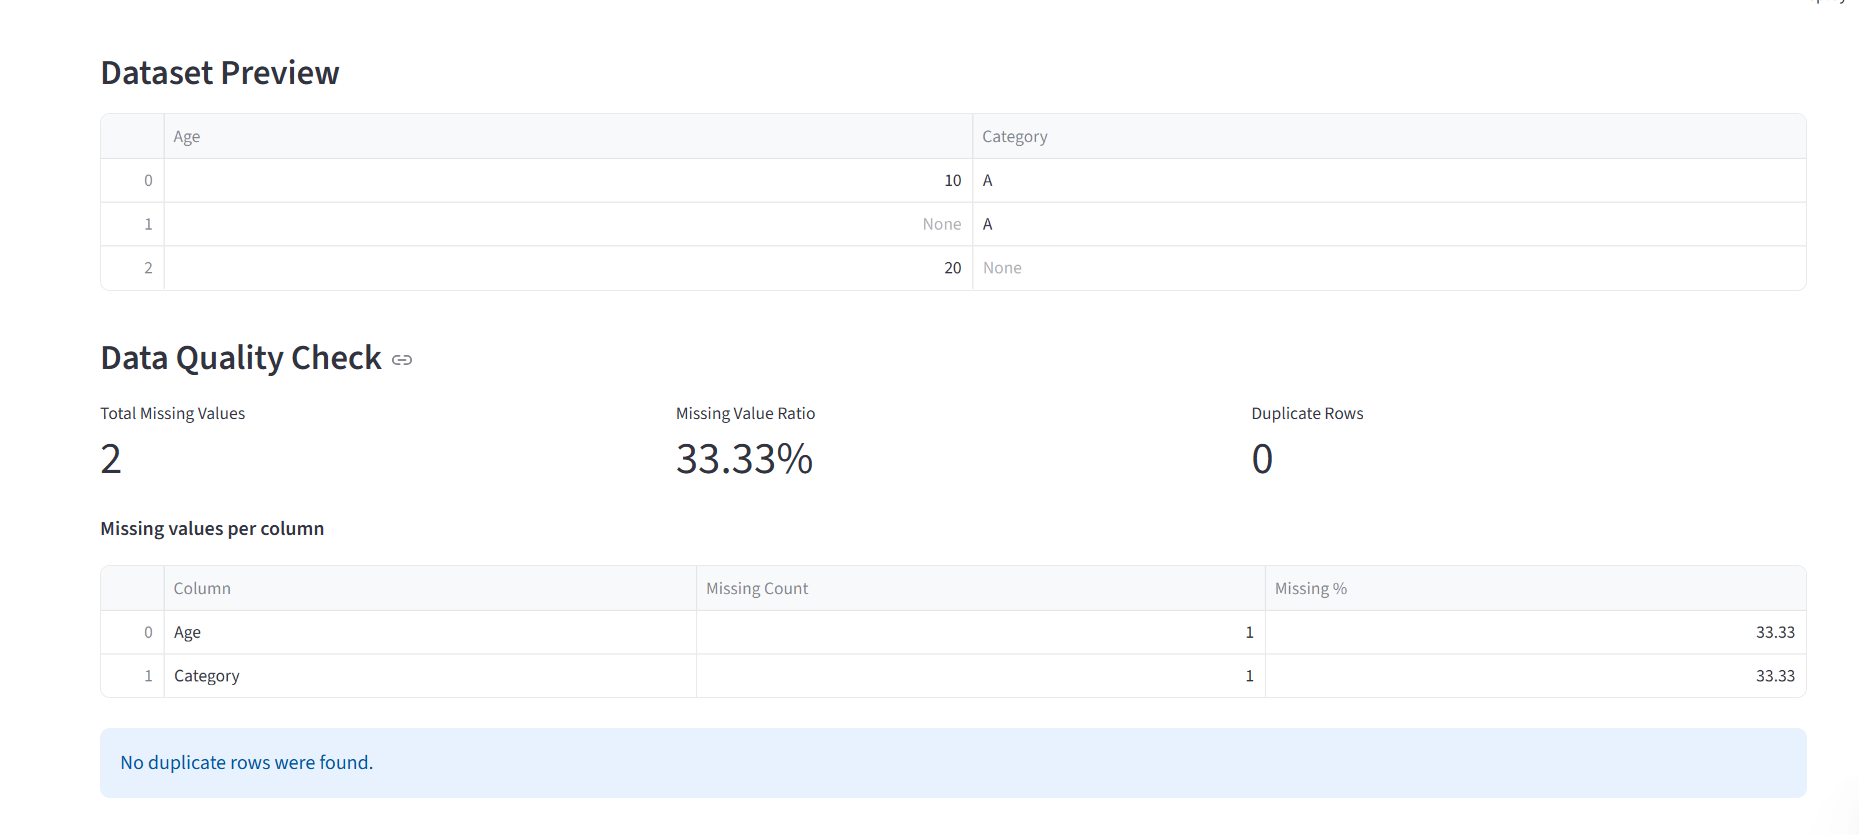 Dataset Preview
Age Category
0 10 A
1 None A
2 20 None
Data Quality Check
Total Missing Values Missing Value Ratio Duplicate Rows
2 33.33% 0
Missing values per column
Column Missing Count Missing %
0 Age 1 33.33
1 Category 1 33.33
No duplicate rows were found.